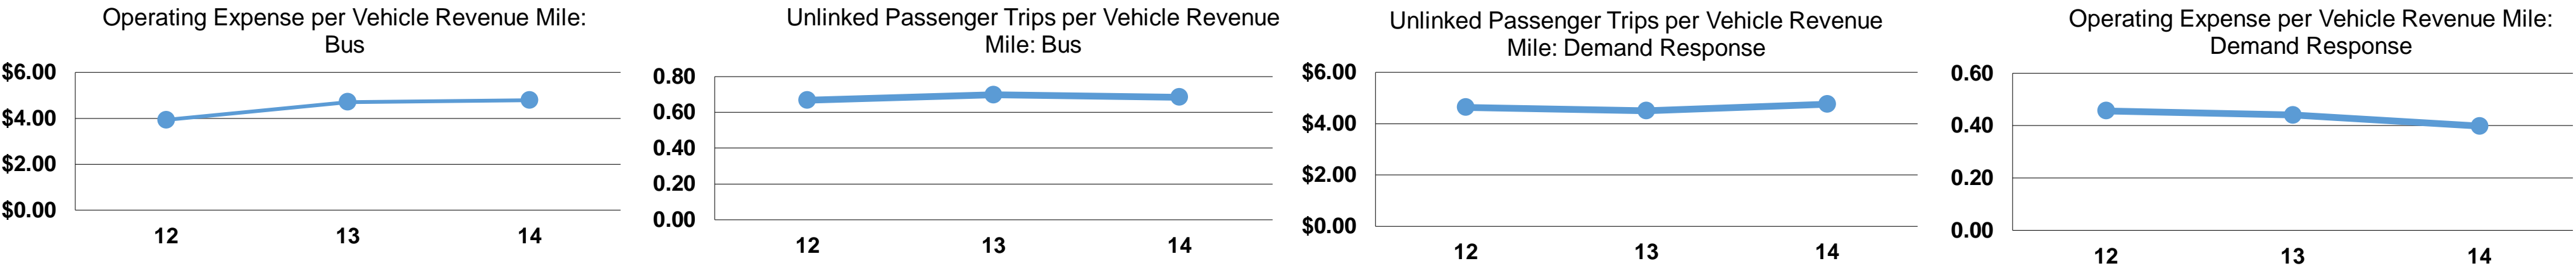 Operating Expense per Vehicle Revenue Mile:
Bus
$6.00
$4.00
$2.00
$0.00
12 13 14
Unlinked Passenger Trips per Vehicle Revenue
Mile: Bus
0.80
0.60
0.40
0.20
0.00
12 13 14
Unlinked Passenger Trips per Vehicle Revenue
Mile: Demand Response
$6.00
$4.00
$2.00
$0.00
12 13 14
Operating Expense per Vehicle Revenue Mile:
Demand Response
0.60
0.40
0.20
0.00
12 13 14